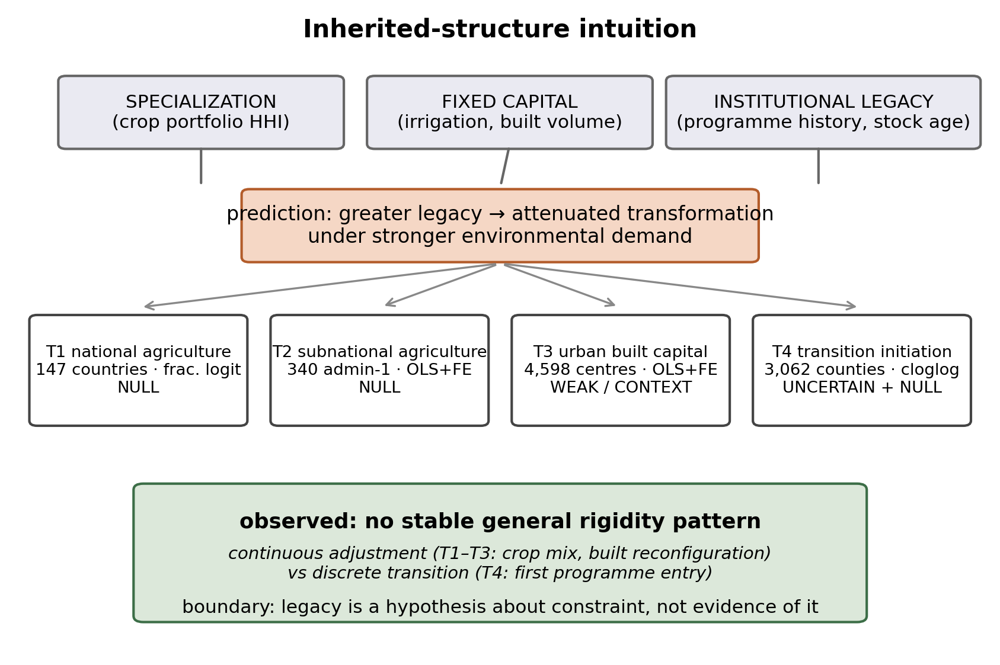 Inherited-structure intuition
SPECIALIZATION
(crop portfolio HHI)
FIXED CAPITAL
(irrigation, built volume)
INSTITUTIONAL LEGACY
(programme history, stock age)
prediction: greater legacy → attenuated transformation
under stronger environmental demand
T1 national agriculture
147 countries · frac. logit
NULL
T2 subnational agriculture
340 admin-1 · OLS+FE
NULL
T3 urban built capital
4,598 centres · OLS+FE
WEAK / CONTEXT
T4 transition initiation
3,062 counties · cloglog
UNCERTAIN + NULL
observed: no stable general rigidity pattern
continuous adjustment (T1–T3: crop mix, built reconfiguration)
vs discrete transition (T4: first programme entry)
boundary: legacy is a hypothesis about constraint, not evidence of it